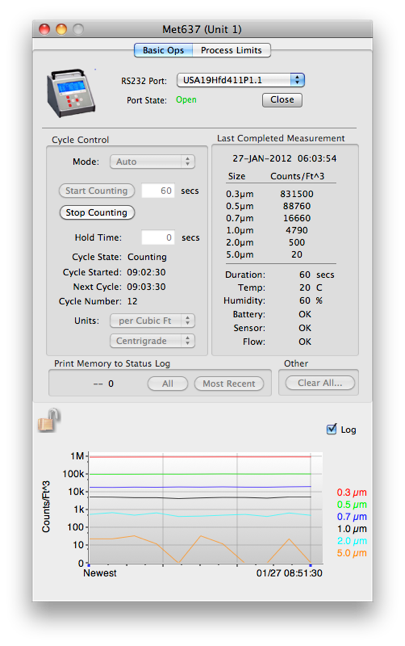 Met637 (Unit 1)
Basic Ops Process Limits
RS232 Port: USA19Hfd411P1.1
Port State: Open Close
Cycle Control
Mode: Auto
Start Counting 60 secs
Stop Counting
Hold Time: 0 secs
Cycle State: Counting
Cycle Started: 09:02:30
Next Cycle: 09:03:30
Cycle Number: 12
Units: per Cubic Ft
Centigrade
Last Completed Measurement
27-JAN-2012 06:03:54
Size Counts/Ft^3
0.3µm 831500
0.5µm 88760
0.7µm 16660
1.0µm 4790
2.0µm 500
5.0µm 20
Duration: 60 secs
Temp: 20 C
Humidity: 60 %
Battery: OK
Sensor: OK
Flow: OK
Print Memory to Status Log
-- 0 All Most Recent
Other
Clear All...
Log
Counts/Ft^3
1M
100k
10k
1k
100
10
0
Newest 01/27 08:51:30
0.3 µm
0.5 µm
0.7 µm
1.0 µm
2.0 µm
5.0 µm